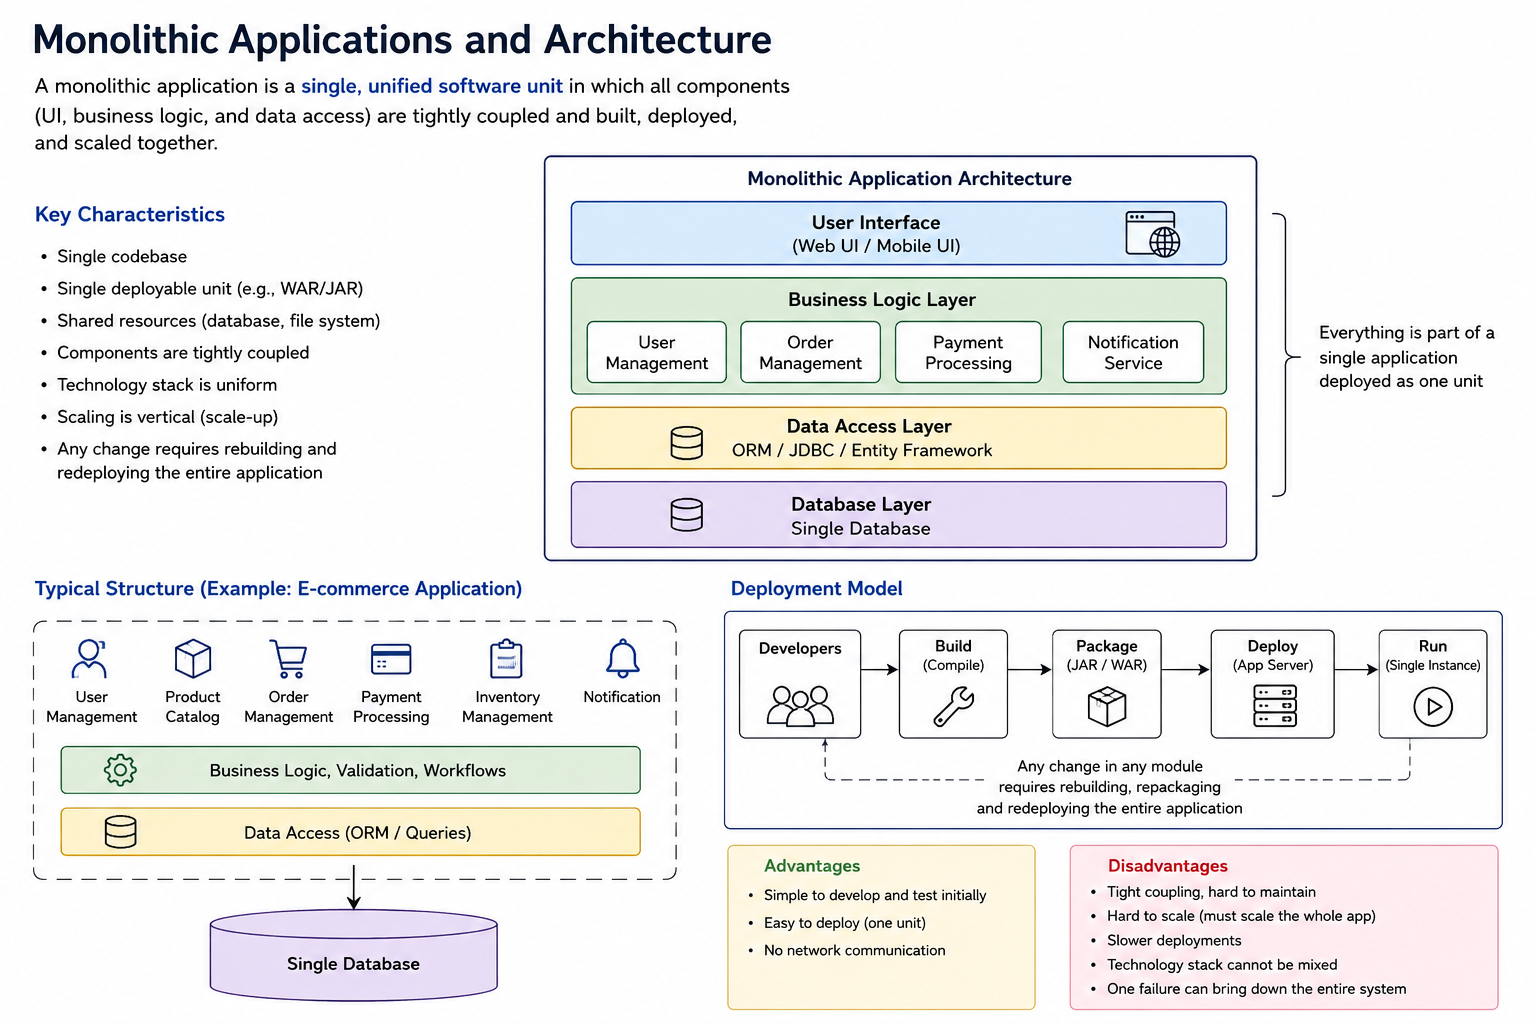 Monolithic Applications and Architecture
A monolithic application is a single, unified software unit in which all components
(UI, business logic, and data access) are tightly coupled and built, deployed,
and scaled together.
Key Characteristics
• Single codebase
• Single deployable unit (e.g., WAR/JAR)
• Shared resources (database, file system)
• Components are tightly coupled
• Technology stack is uniform
• Scaling is vertical (scale-up)
• Any change requires rebuilding and
redeploying the entire application
Monolithic Application Architecture
User Interface
(Web UI / Mobile UI)
Business Logic Layer
User
Management
Order
Management
Payment
Processing
Notification
Service
Data Access Layer
ORM / JDBC / Entity Framework
Database Layer
Single Database
Everything is part of a
single application
deployed as one unit
Typical Structure (Example: E-commerce Application)
User
Management
Product
Catalog
Order
Management
Payment
Processing
Inventory
Management
Notification
Business Logic, Validation, Workflows
Data Access (ORM / Queries)
Single Database
Deployment Model
Developers
Build
(Compile)
Package
(JAR / WAR)
Deploy
(App Server)
Run
(Single Instance)
Any change in any module
requires rebuilding, repackaging
and redeploying the entire application
Advantages
• Simple to develop and test initially
• Easy to deploy (one unit)
• No network communication
Disadvantages
• Tight coupling, hard to maintain
• Hard to scale (must scale the whole app)
• Slower deployments
• Technology stack cannot be mixed
• One failure can bring down the entire system